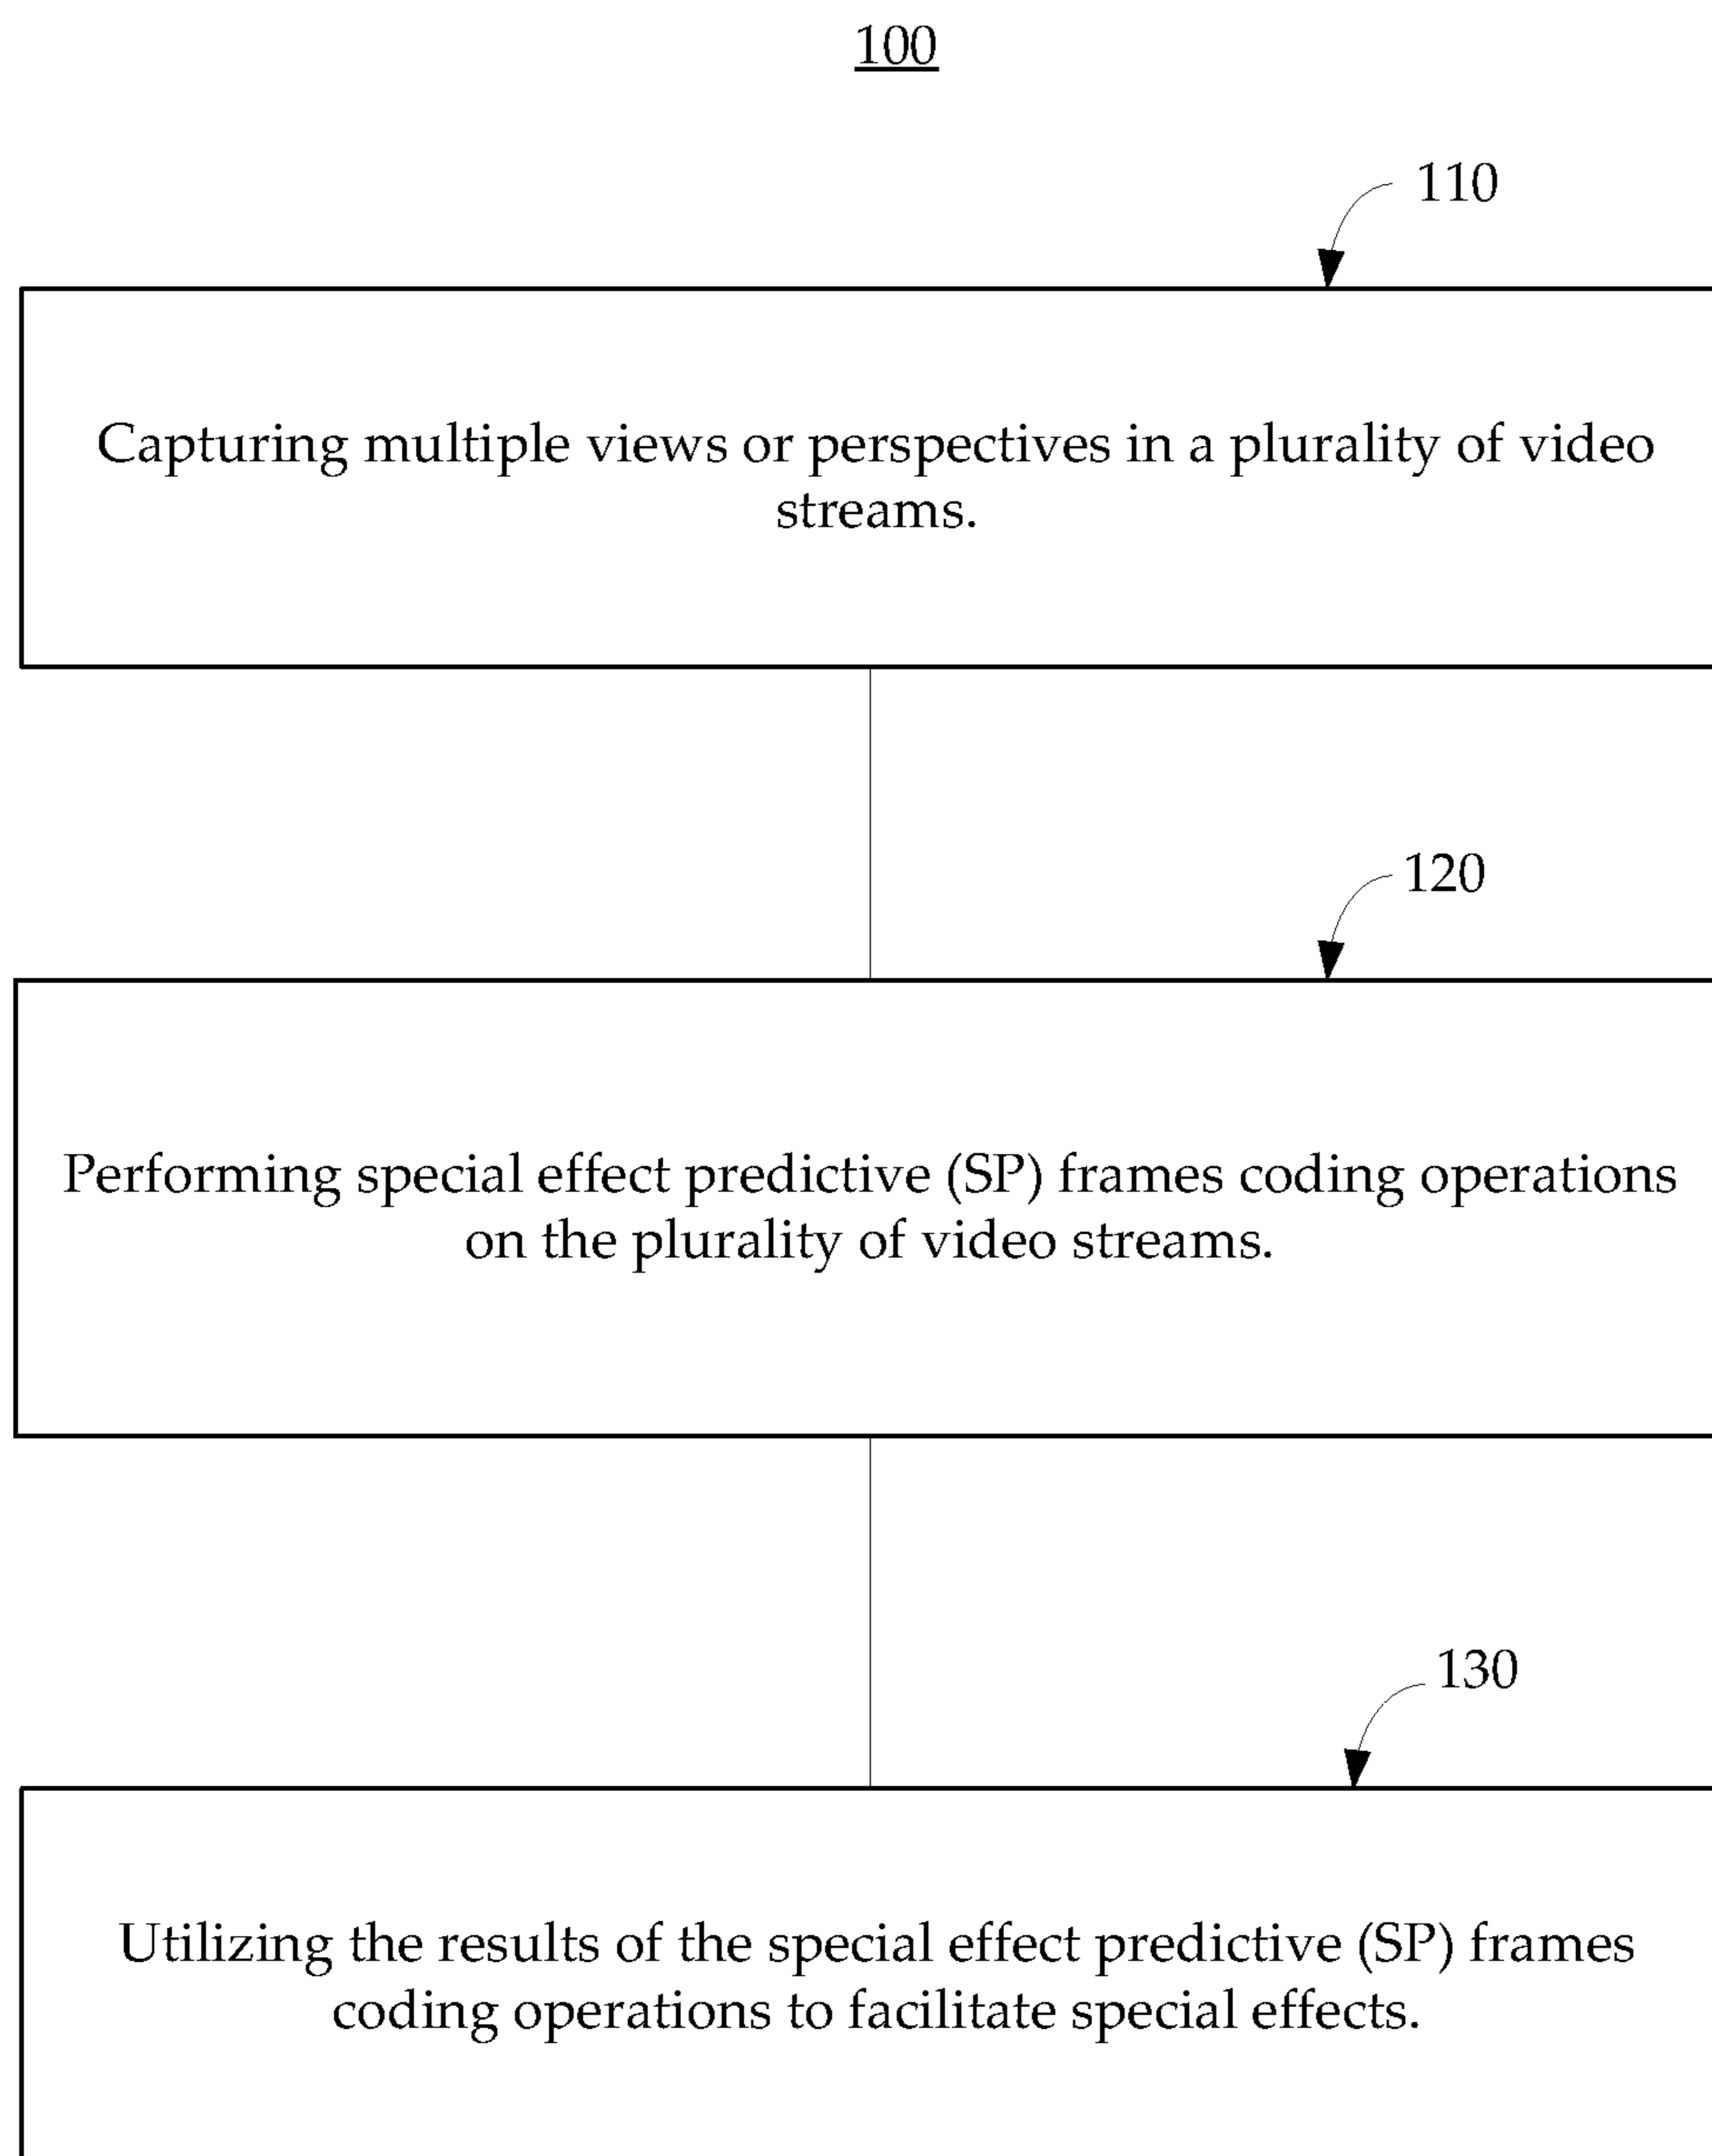 100
110
Capturing multiple views or perspectives in a plurality of video
streams.
120
Performing special effect predictive (SP) frames coding operations
on the plurality of video streams.
130
Utilizing the results of the special effect predictive (SP) frames
coding operations to facilitate special effects.